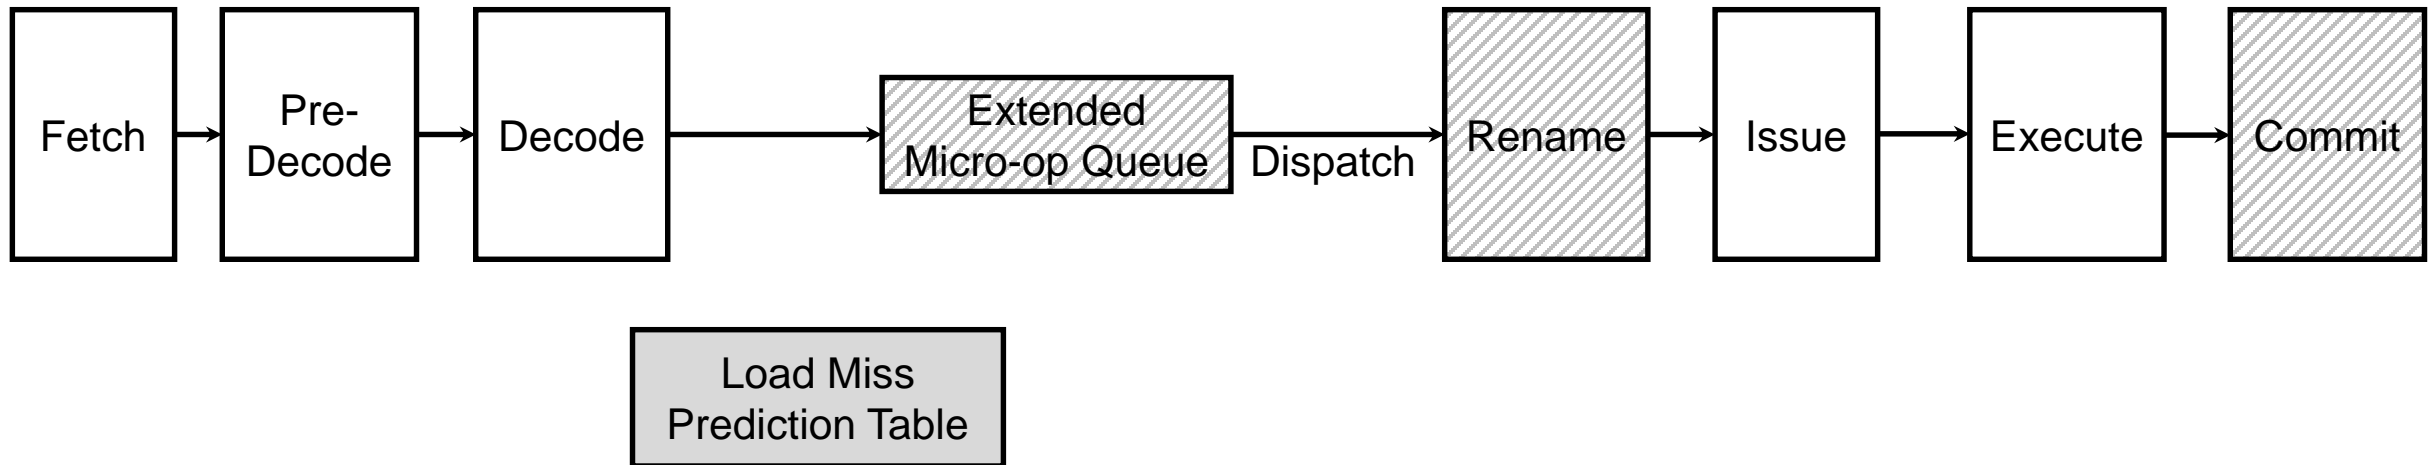 Fetch
Pre-
Decode
Decode
Extended
Micro-op Queue
Dispatch
Rename
Issue
Execute
Commit
Load Miss
Prediction Table